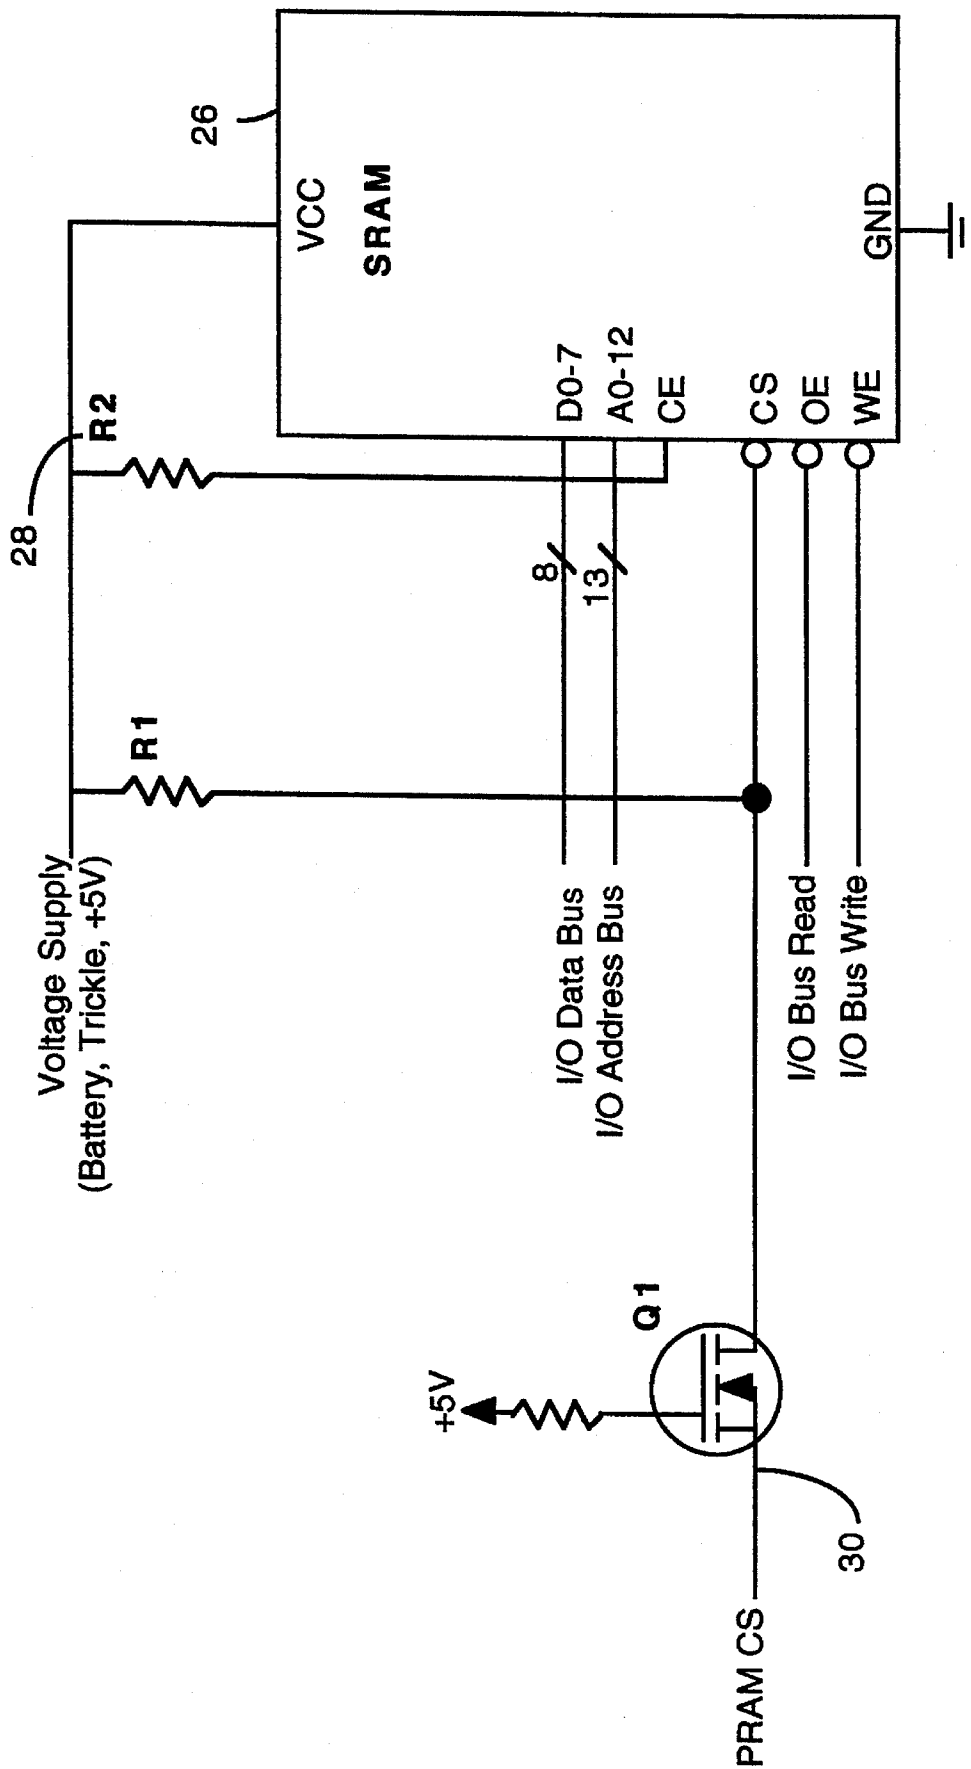 Voltage Supply
(Battery, Trickle, +5V)
28
R1
R2
26
VCC
SRAM
8
D0-7
13
A0-12
CE
CS
OE
WE
GND
I/O Data Bus
I/O Address Bus
I/O Bus Read
I/O Bus Write
+5V
Q1
30
PRAM CS